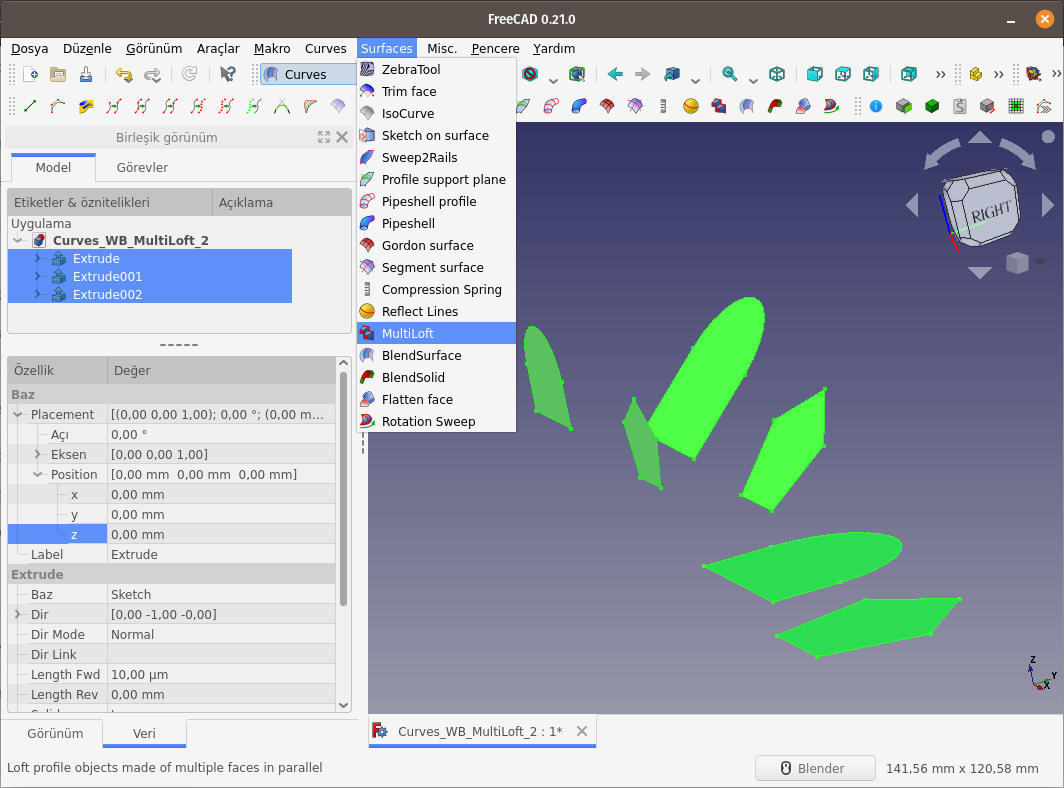 FreeCAD 0.21.0
Dosya Düzenle Görünüm Araçlar Makro Curves Surfaces Misc. Pencere Yardım
Curves
ZebraTool
Trim face
IsoCurve
Sketch on surface
Sweep2Rails
Profile support plane
Pipeshell profile
Pipeshell
Gordon surface
Segment surface
Compression Spring
Reflect Lines
MultiLoft
BlendSurface
BlendSolid
Flatten face
Rotation Sweep
Birleşik görünüm
Model Görevler
Etiketler & öznitelikleri Açıklama
Uygulama
Curves_WB_MultiLoft_2
Extrude
Extrude001
Extrude002
Özellik Değer
Baz
Placement [(0,00 0,00 1,00); 0,00 °; (0,00 m...
Açı 0,00 °
Eksen [0,00 0,00 1,00]
Position [0,00 mm 0,00 mm 0,00 mm]
x 0,00 mm
y 0,00 mm
z 0,00 mm
Label Extrude
Extrude
Baz Sketch
Dir [0,00 -1,00 -0,00]
Dir Mode Normal
Dir Link
Length Fwd 10,00 µm
Length Rev 0,00 mm
Görünüm Veri
RIGHT
Z
Y
X
Curves_WB_MultiLoft_2 : 1*
Loft profile objects made of multiple faces in parallel
Blender 141,56 mm x 120,58 mm